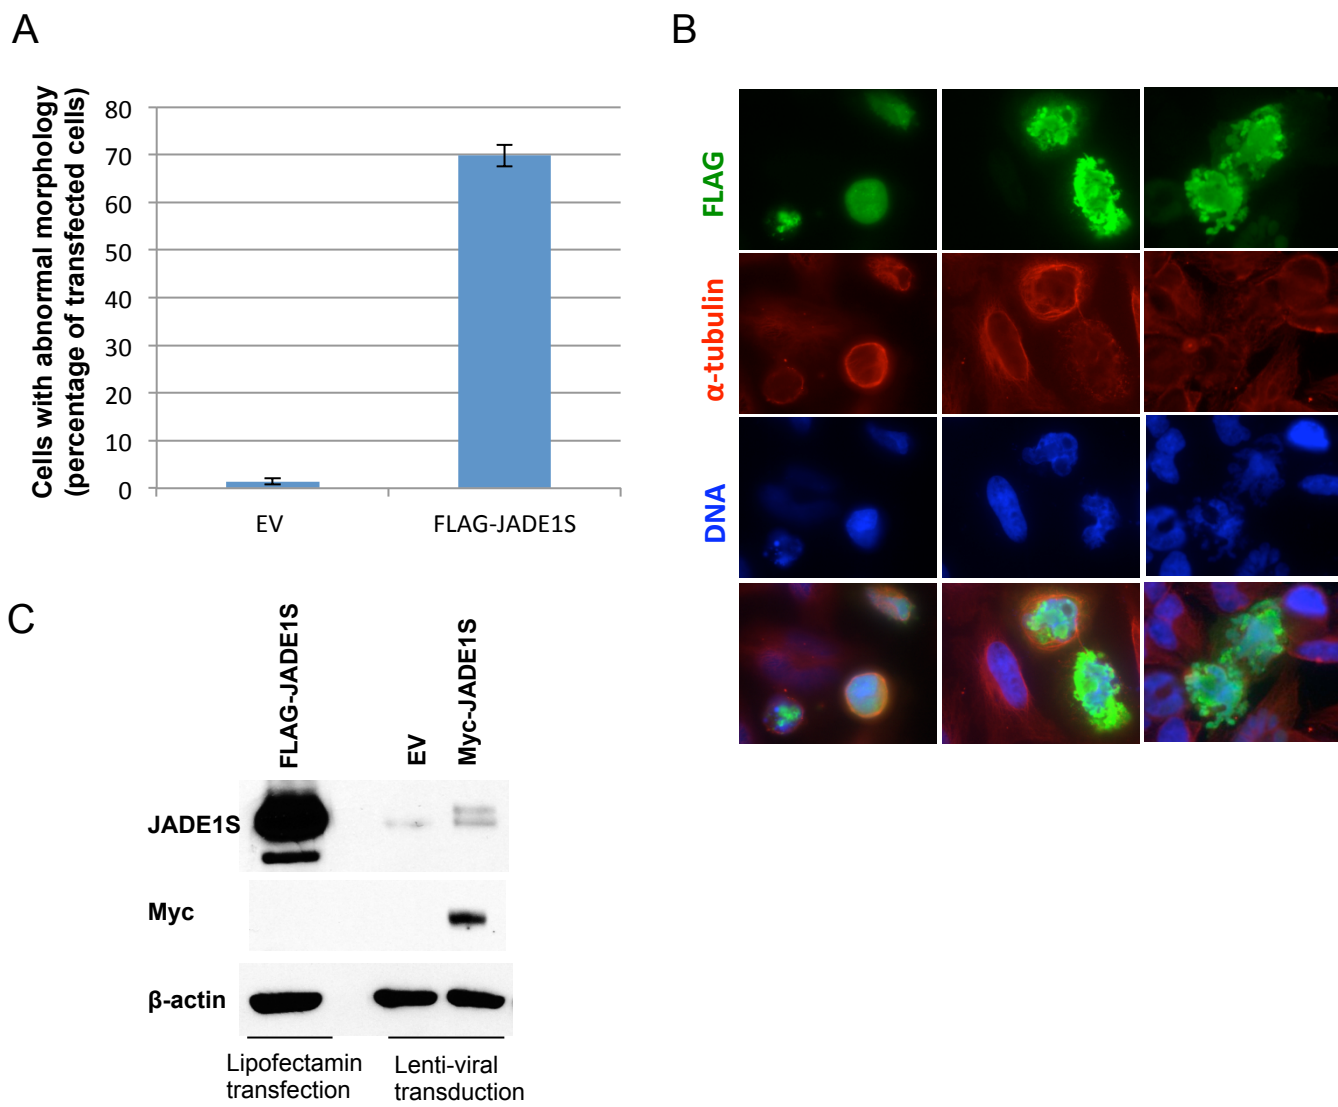 A
Cells with abnormal morphology
(percentage of transfected cells)
80
70
60
50
40
30
20
10
0
EV
FLAG-JADE1S
B
FLAG
α-tubulin
DNA
C
FLAG-JADE1S
EV
Myc-JADE1S
JADE1S
Myc
β-actin
Lipofectamin
transfection
Lenti-viral
transduction